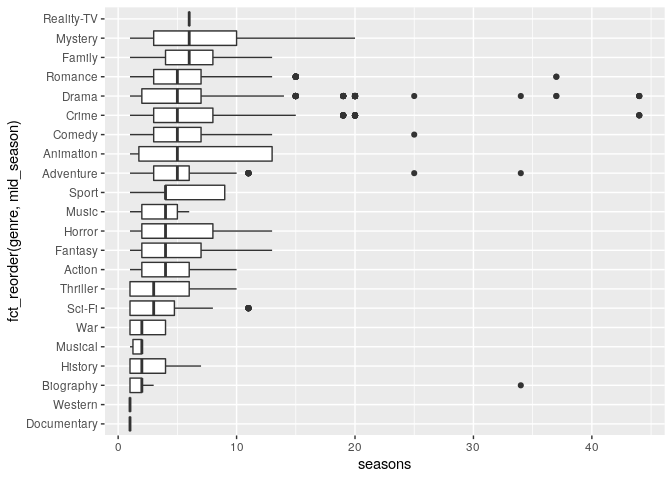 Reality-TV
Mystery
Family
Romance
Drama
Crime
Comedy
Animation
Adventure
Sport
Music
Horror
Fantasy
Action
Thriller
Sci-Fi
War
Musical
History
Biography
Western
Documentary
fct_reorder(genre, mid_season)
0 10 20 30 40
seasons